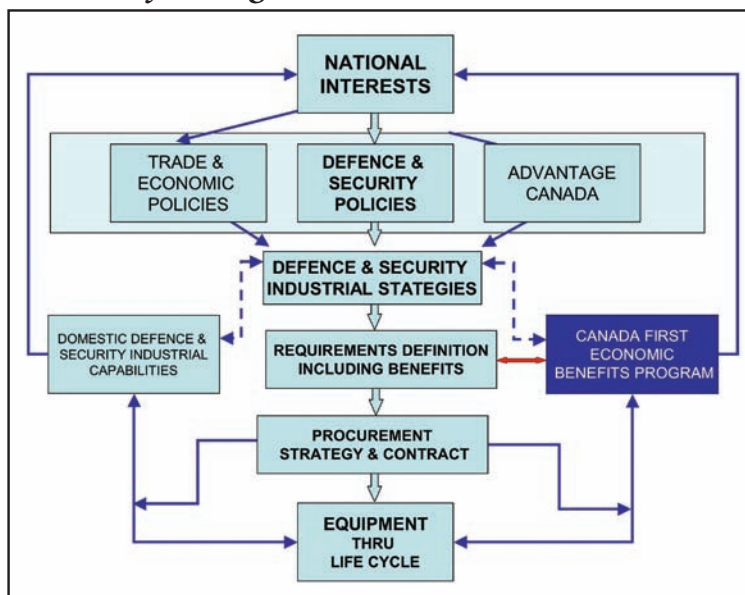 NATIONAL
INTERESTS
TRADE &
ECONOMIC
POLICIES
DEFENCE &
SECURITY
POLICIES
ADVANTAGE
CANADA
DEFENCE & SECURITY
INDUSTRIAL STATEGIES
DOMESTIC DEFENCE &
SECURITY INDUSTRIAL
CAPABILITIES
REQUIREMENTS DEFINITION
INCLUDING BENEFITS
CANADA FIRST
ECONOMIC
BENEFITS PROGRAM
PROCUREMENT
STRATEGY & CONTRACT
EQUIPMENT
THRU
LIFE CYCLE